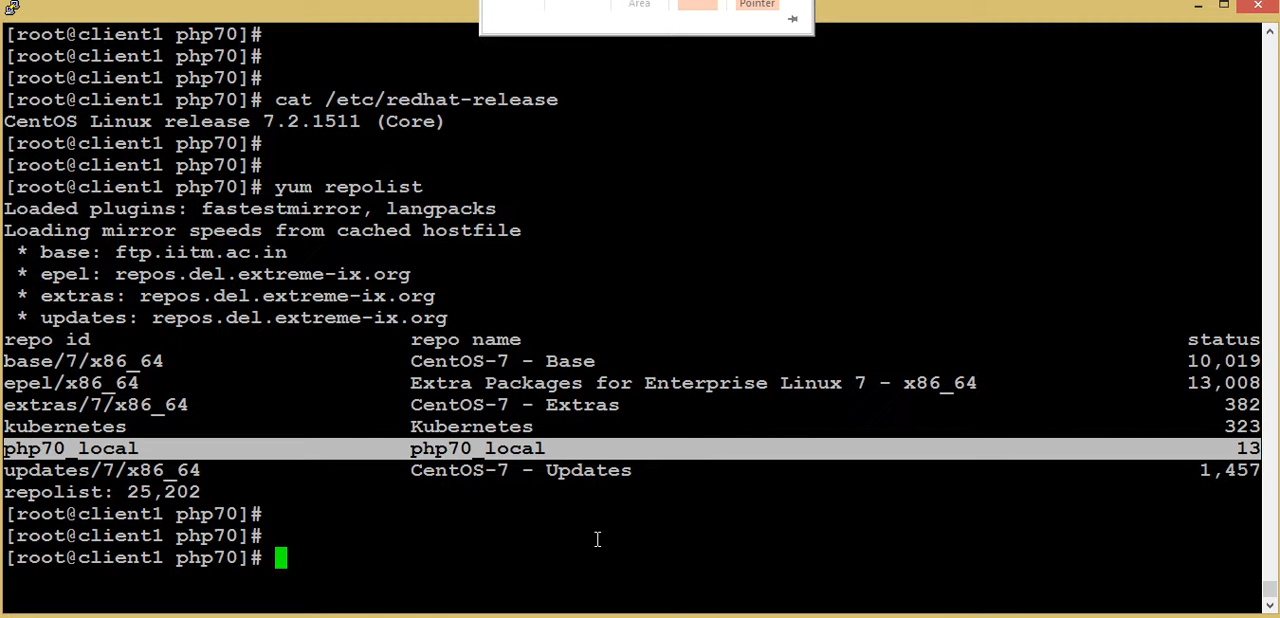 Area
Pointer
[root@client1 php70]#
[root@client1 php70]#
[root@client1 php70]#
[root@client1 php70]# cat /etc/redhat-release
CentOS Linux release 7.2.1511 (Core)
[root@client1 php70]#
[root@client1 php70]#
[root@client1 php70]# yum repolist
Loaded plugins: fastestmirror, langpacks
Loading mirror speeds from cached hostfile
 * base: ftp.iitm.ac.in
 * epel: repos.del.extreme-ix.org
 * extras: repos.del.extreme-ix.org
 * updates: repos.del.extreme-ix.org
repo id repo name status
base/7/x86_64 CentOS-7 - Base 10,019
epel/x86_64 Extra Packages for Enterprise Linux 7 - x86_64 13,008
extras/7/x86_64 CentOS-7 - Extras 382
kubernetes Kubernetes 323
php70_local php70_local 13
updates/7/x86_64 CentOS-7 - Updates 1,457
repolist: 25,202
[root@client1 php70]#
[root@client1 php70]#
[root@client1 php70]#